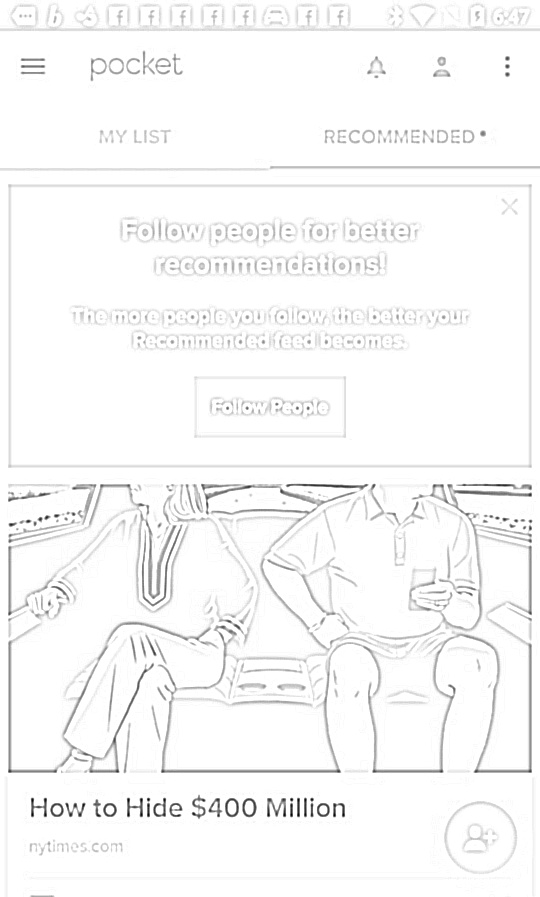 6:47
pocket
MY LIST
RECOMMENDED
Follow people for better
recommendations!
The more people you follow, the better your
Recommended feed becomes.
Follow People
How to Hide $400 Million
nytimes.com